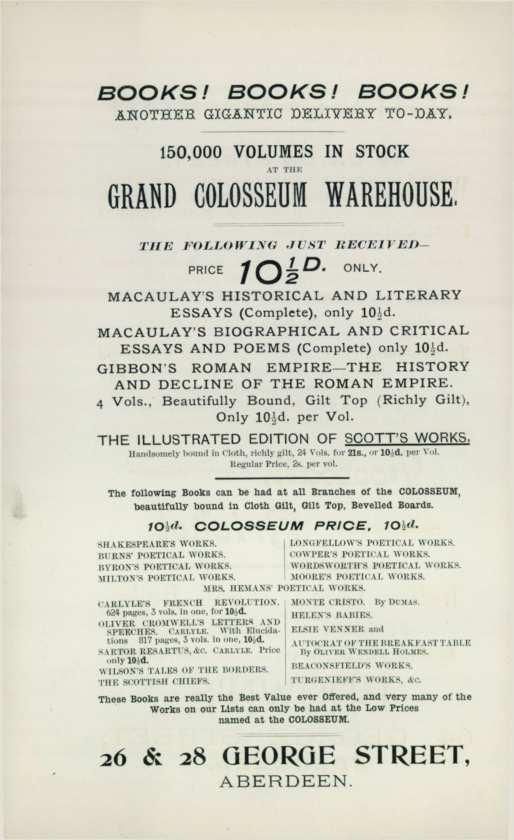 BOOKS! BOOKS! BOOKS!
ANOTHER GIGANTIC DELIVERY TO-DAY.
150,000 VOLUMES IN STOCK
AT THE
GRAND COLOSSEUM WAREHOUSE.
THE FOLLOWING JUST RECEIVED—
PRICE 10½D. ONLY.
MACAULAY'S HISTORICAL AND LITERARY
ESSAYS (Complete), only 10½d.
MACAULAY'S BIOGRAPHICAL AND CRITICAL
ESSAYS AND POEMS (Complete) only 10½d.
GIBBON'S ROMAN EMPIRE—THE HISTORY
AND DECLINE OF THE ROMAN EMPIRE.
4 Vols., Beautifully Bound, Gilt Top (Richly Gilt),
Only 10½d. per Vol.
THE ILLUSTRATED EDITION OF SCOTT'S WORKS.
Handsomely bound in Cloth, richly gilt, 24 Vols. for 21s., or 10½d. per Vol.
Regular Price, 2s. per vol.
The following Books can be had at all Branches of the COLOSSEUM,
beautifully bound in Cloth Gilt, Gilt Top, Bevelled Boards.
10½d. COLOSSEUM PRICE, 10½d.
SHAKESPEARE'S WORKS.
BURNS' POETICAL WORKS.
BYRON'S POETICAL WORKS.
MILTON'S POETICAL WORKS.
LONGFELLOW'S POETICAL WORKS.
COWPER'S POETICAL WORKS.
WORDSWORTH'S POETICAL WORKS.
MOORE'S POETICAL WORKS.
MRS. HEMANS' POETICAL WORKS.
CARLYLE'S FRENCH REVOLUTION.
624 pages, 3 vols. in one, for 10½d.
OLIVER CROMWELL'S LETTERS AND
SPEECHES. CARLYLE. With Elucida-
tions 817 pages, 5 vols. in one, 10½d.
SARTOR RESARTUS, &c. CARLYLE. Price
only 10½d.
WILSON'S TALES OF THE BORDERS.
THE SCOTTISH CHIEFS.
MONTE CRISTO. By DUMAS.
HELEN'S BABIES.
ELSIE VENNER and
AUTOCRAT OF THE BREAKFAST TABLE
By OLIVER WENDELL HOLMES.
BEACONSFIELD'S WORKS.
TURGENIEFF'S WORKS, &c.
These Books are really the Best Value ever Offered, and very many of the
Works on our Lists can only be had at the Low Prices
named at the COLOSSEUM.
26 & 28 GEORGE STREET,
ABERDEEN.